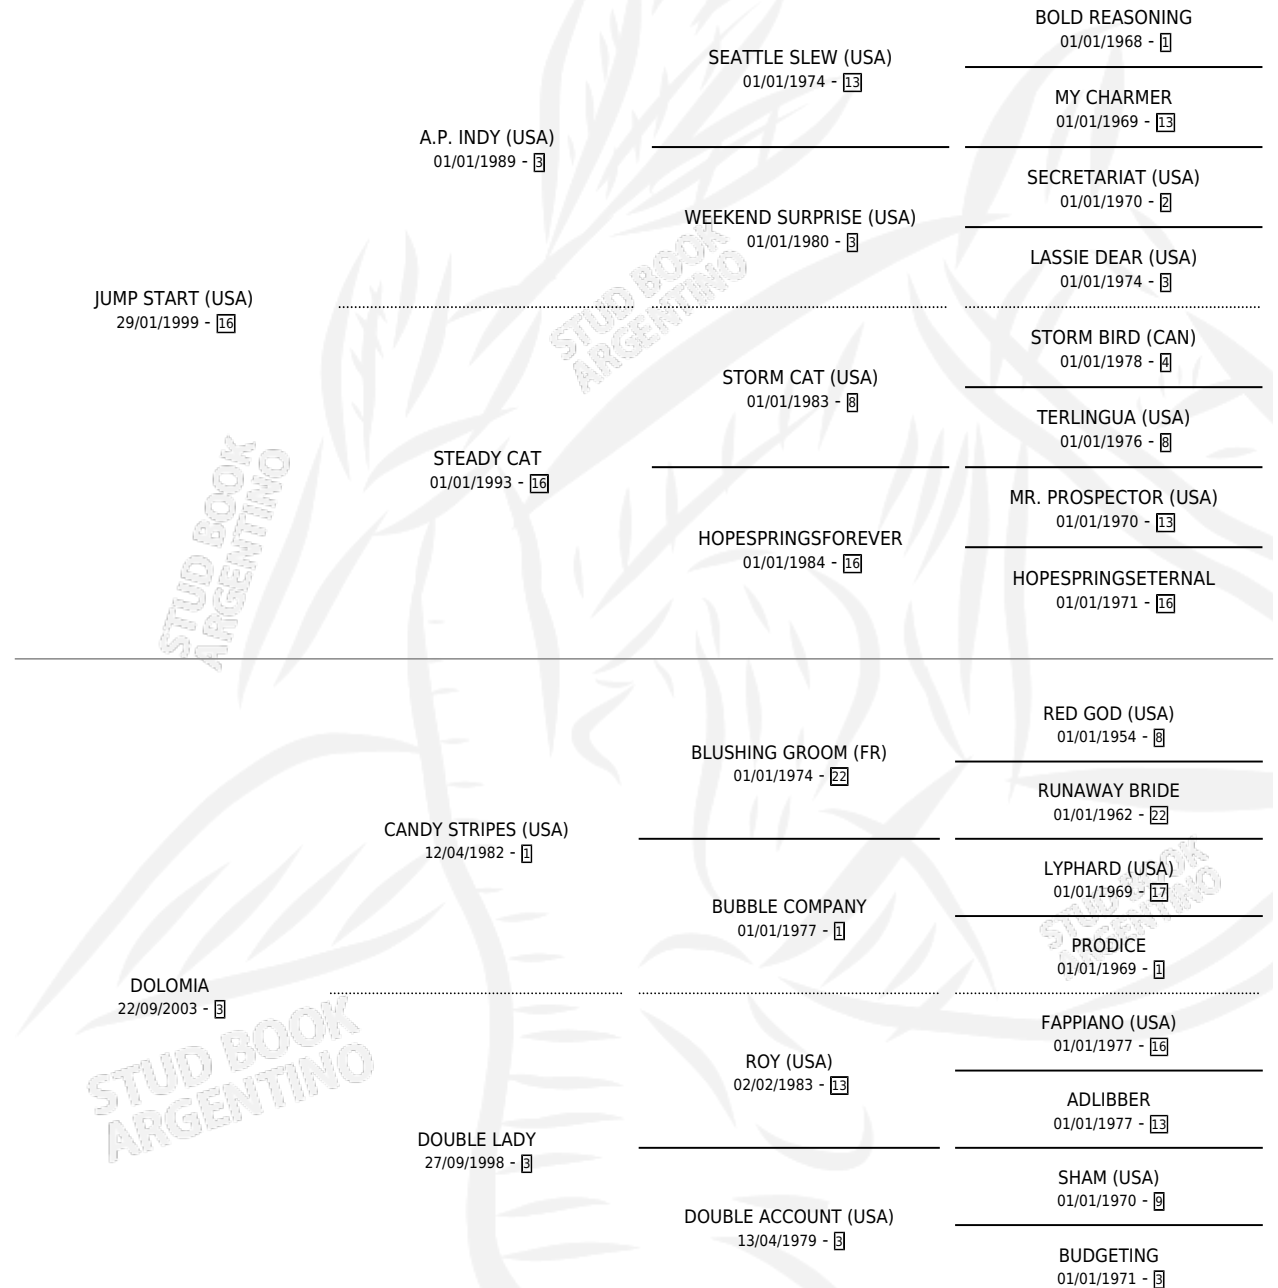 BOLD REASONING
01/01/1968 - 1
SEATTLE SLEW (USA)
01/01/1974 - 13
MY CHARMER
01/01/1969 - 13
A.P. INDY (USA)
01/01/1989 - 3
SECRETARIAT (USA)
01/01/1970 - 2
WEEKEND SURPRISE (USA)
01/01/1980 - 3
LASSIE DEAR (USA)
01/01/1974 - 3
JUMP START (USA)
29/01/1999 - 16
STUD BOOK
ARGENTINO
STORM BIRD (CAN)
01/01/1978 - 4
STORM CAT (USA)
01/01/1983 - 8
TERLINGUA (USA)
01/01/1976 - 8
STEADY CAT
01/01/1993 - 16
MR. PROSPECTOR (USA)
01/01/1970 - 13
HOPESPRINGSFOREVER
01/01/1984 - 16
HOPESPRINGSETERNAL
01/01/1971 - 16
STUD BOOK
ARGENTINO
RED GOD (USA)
01/01/1954 - 8
BLUSHING GROOM (FR)
01/01/1974 - 22
RUNAWAY BRIDE
01/01/1962 - 22
CANDY STRIPES (USA)
12/04/1982 - 1
LYPHARD (USA)
01/01/1969 - 17
BUBBLE COMPANY
01/01/1977 - 1
STUD BOOK
ARGENTINO
PRODICE
01/01/1969 - 1
DOLOMIA
22/09/2003 - 3
STUD BOOK
ARGENTINO
FAPPIANO (USA)
01/01/1977 - 16
ROY (USA)
02/02/1983 - 13
ADLIBBER
01/01/1977 - 13
DOUBLE LADY
27/09/1998 - 3
SHAM (USA)
01/01/1970 - 9
DOUBLE ACCOUNT (USA)
13/04/1979 - 3
BUDGETING
01/01/1971 - 3